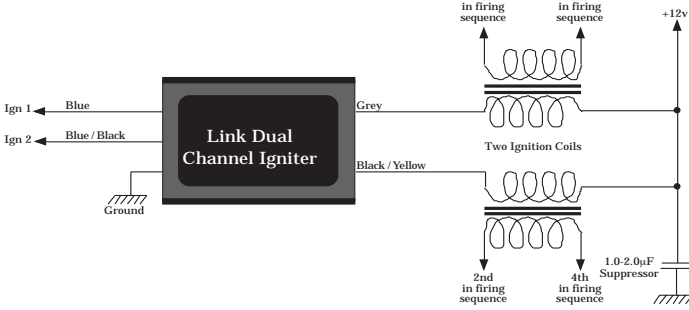 in firing
sequence
in firing
sequence
+12v
Ign 1
Blue
Grey
Ign 2
Blue / Black
Link Dual
Channel Igniter
Two Ignition Coils
Black / Yellow
Ground
2nd
in firing
sequence
4th
in firing
sequence
1.0-2.0µF
Suppressor